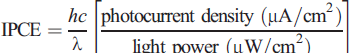 IPCE = hc/λ [photocurrent density (μA/cm²) / light power (μW/cm²)]